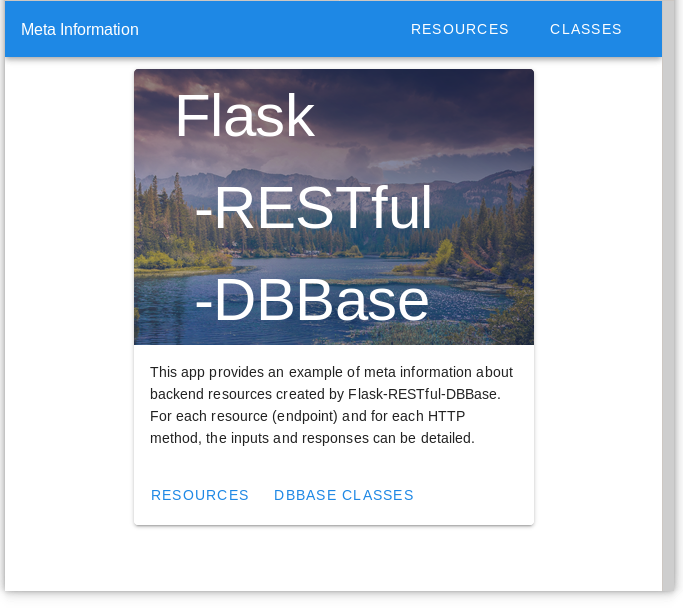 Meta Information RESOURCES CLASSES
Flask
-RESTful
-DBBase
This app provides an example of meta information about
backend resources created by Flask-RESTful-DBBase.
For each resource (endpoint) and for each HTTP
method, the inputs and responses can be detailed.
RESOURCES DBBASE CLASSES